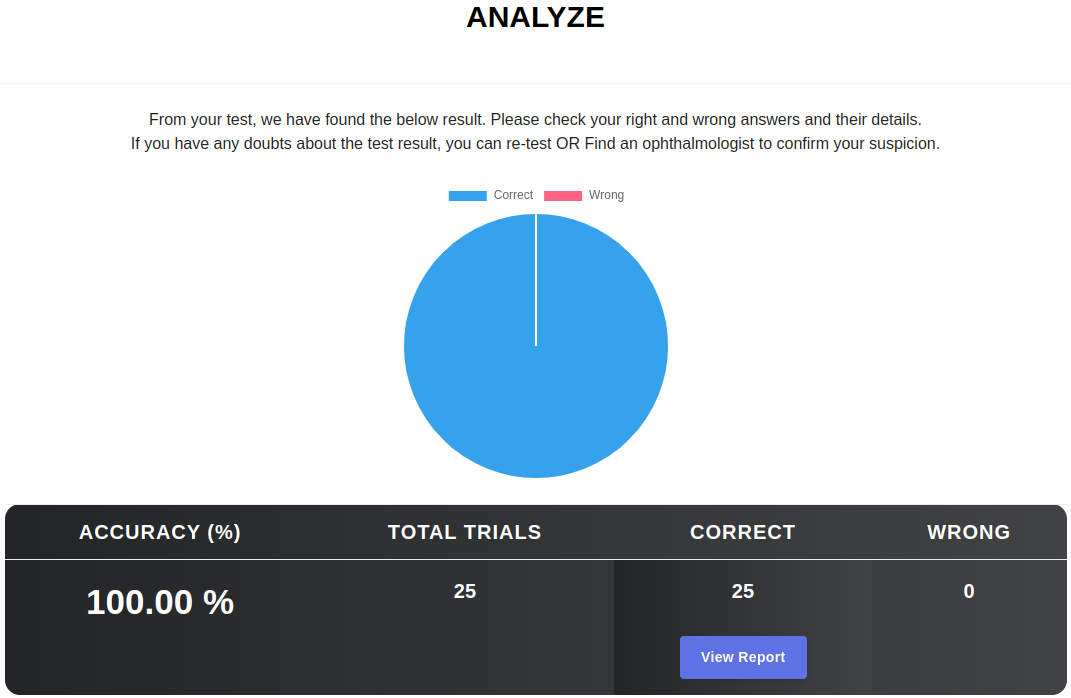 ANALYZE
From your test, we have found the below result. Please check your right and wrong answers and their details.
If you have any doubts about the test result, you can re-test OR Find an ophthalmologist to confirm your suspicion.
Correct Wrong
ACCURACY (%) TOTAL TRIALS CORRECT WRONG
100.00 % 25 25 0
View Report